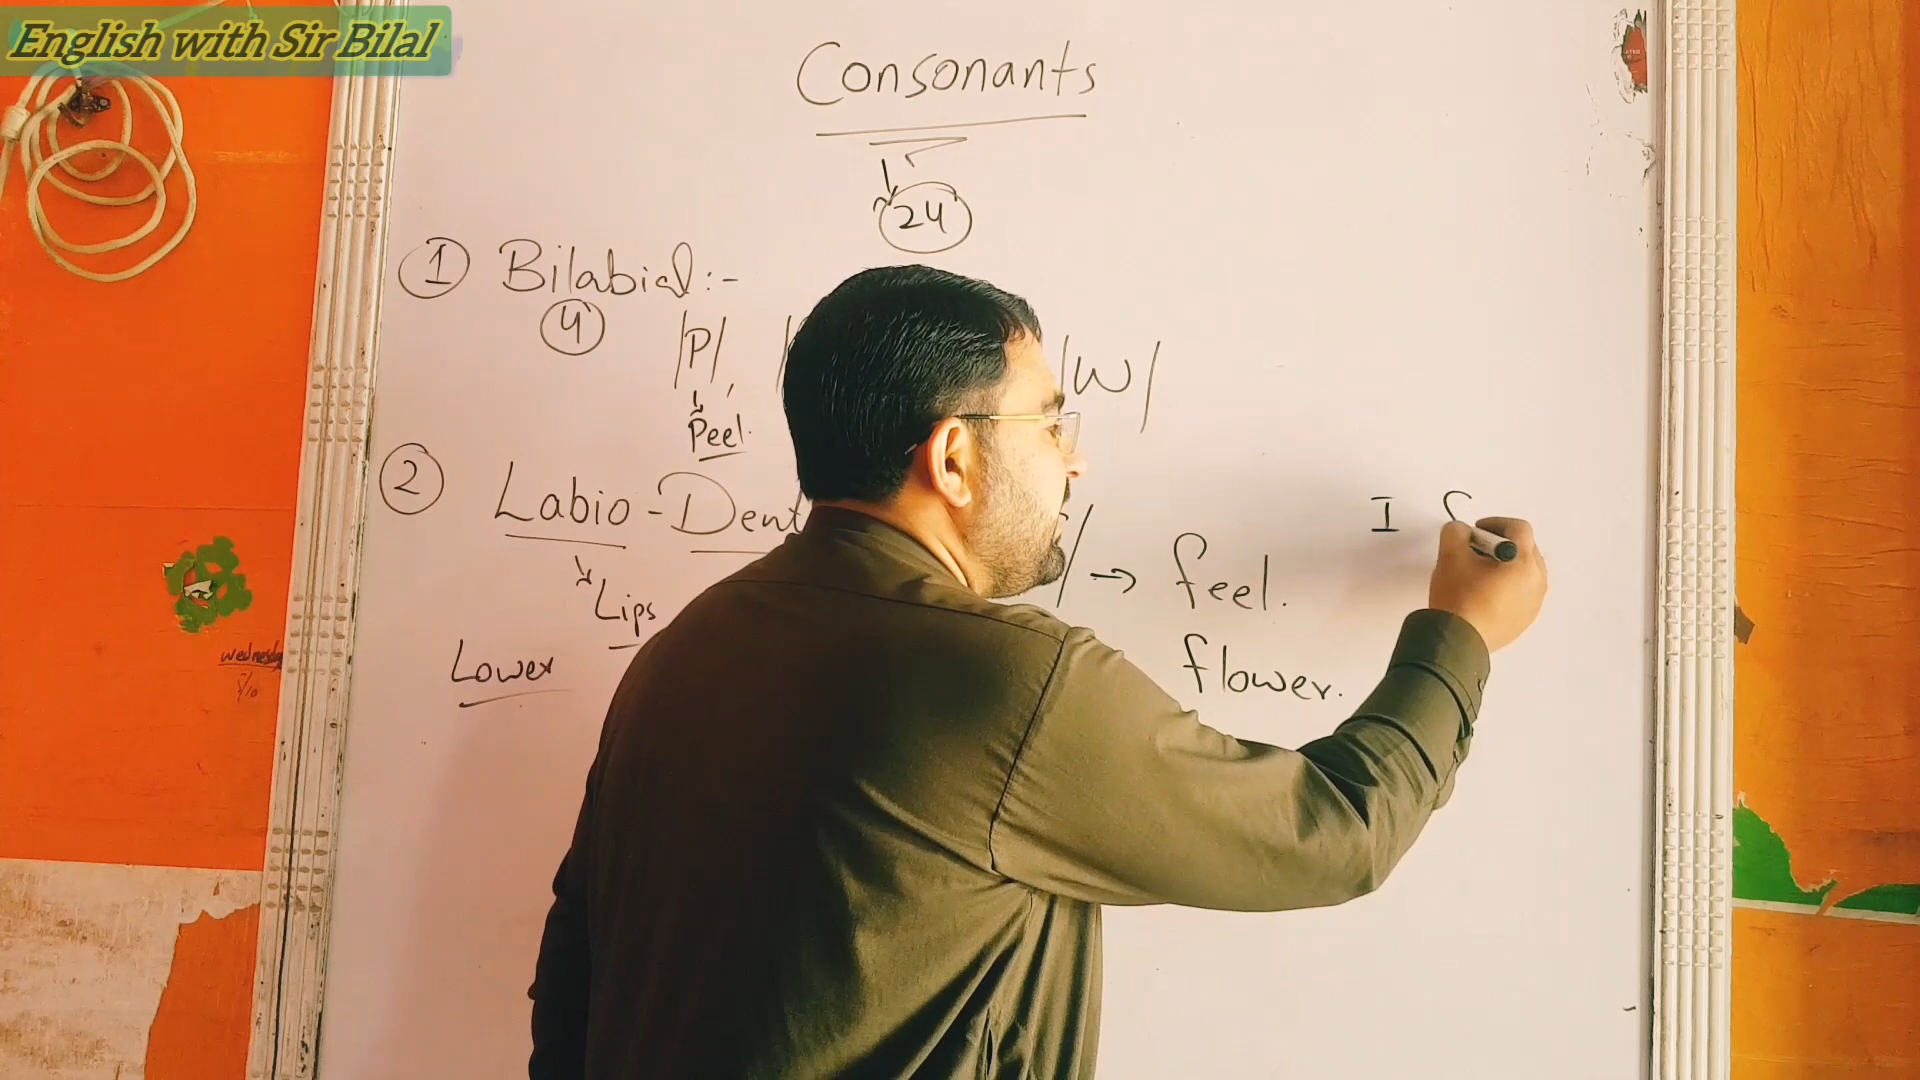 English with Sir Bilal
Consonants
24
1 Bilabial:-
4
/P/, /W/
Peel.
2 Labio-Dent
Lips
Lower
/ → feel.
flower.
I
wednesday